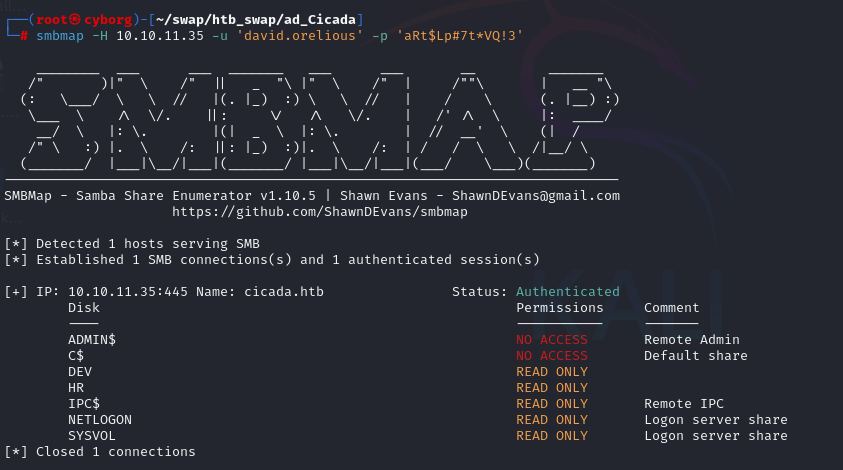 ┌──(root㉿cyborg)-[~/swap/htb_swap/ad_Cicada]
└─# smbmap -H 10.10.11.35 -u 'david.orelious' -p 'aRt$Lp#7t*VQ!3'
SMBMAP
SMBMap - Samba Share Enumerator v1.10.5 | Shawn Evans - ShawnDEvans@gmail.com
https://github.com/ShawnDEvans/smbmap
[*] Detected 1 hosts serving SMB
[*] Established 1 SMB connections(s) and 1 authenticated session(s)
[+] IP: 10.10.11.35:445 Name: cicada.htb Status: Authenticated
Disk Permissions Comment
---- ----------- -------
ADMIN$ NO ACCESS Remote Admin
C$ NO ACCESS Default share
DEV READ ONLY
HR READ ONLY
IPC$ READ ONLY Remote IPC
NETLOGON READ ONLY Logon server share
SYSVOL READ ONLY Logon server share
[*] Closed 1 connections